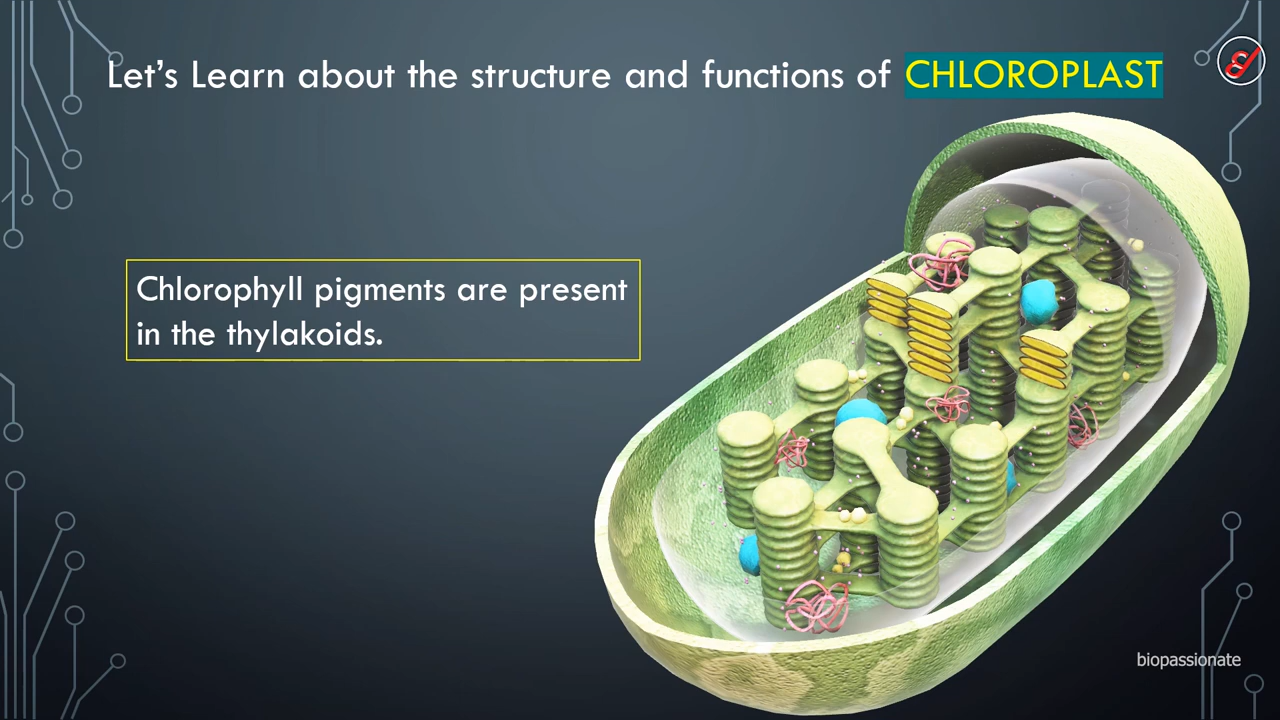 Let's Learn about the structure and functions of CHLOROPLAST
Chlorophyll pigments are present
in the thylakoids.
biopassionate